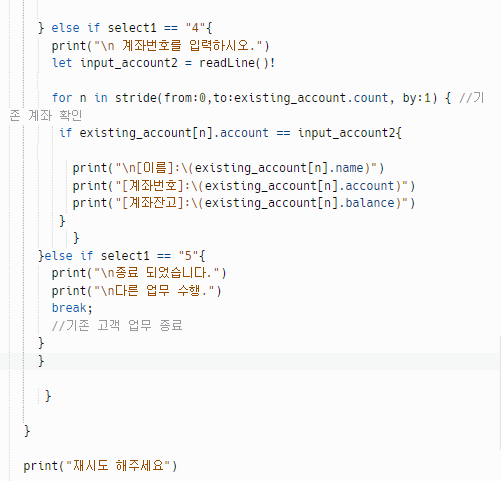 } else if select1 == "4"{
print("\n 계좌번호를 입력하시오.")
let input_account2 = readLine()!
for n in stride(from:0,to:existing_account.count, by:1) { //기
존 계좌 확인
if existing_account[n].account == input_account2{
print("\n[이름]:\(existing_account[n].name)")
print("[계좌번호]:\(existing_account[n].account)")
print("[계좌잔고]:\(existing_account[n].balance)")
}
}
}else if select1 == "5"{
print("\n종료 되었습니다.")
print("\n다른 업무 수행.")
break;
//기존 고객 업무 종료
}
}
}
}
print("재시도 해주세요")